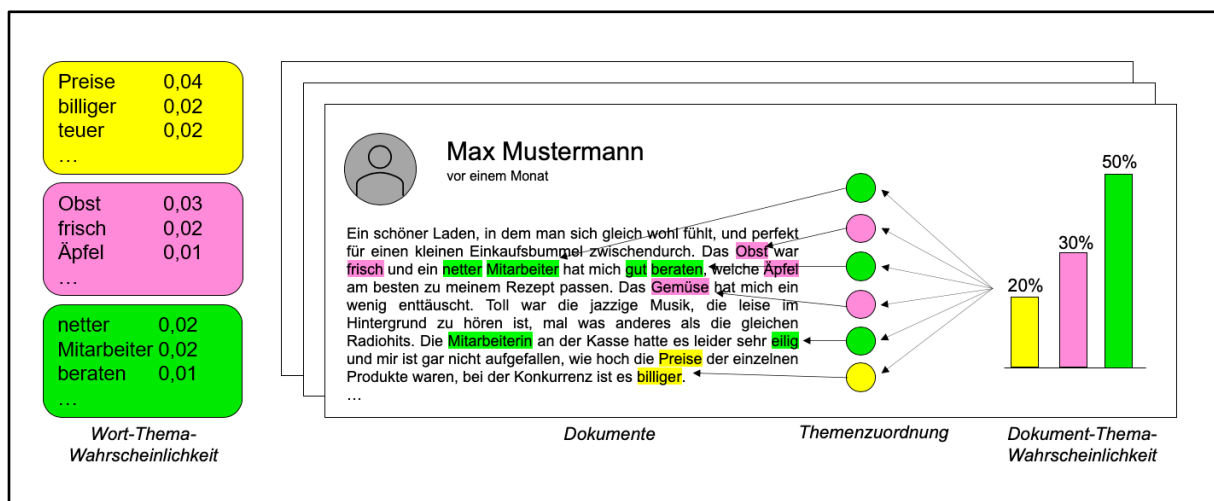 Preise 0,04
billiger 0,02
teuer 0,02
…
Obst 0,03
frisch 0,02
Äpfel 0,01
…
netter 0,02
Mitarbeiter 0,02
beraten 0,01
…
Wort-Thema-
Wahrscheinlichkeit
Max Mustermann
vor einem Monat
Ein schöner Laden, in dem man sich gleich wohl fühlt, und perfekt
für einen kleinen Einkaufsbummel zwischendurch. Das Obst war
frisch und ein netter Mitarbeiter hat mich gut beraten, welche Äpfel
am besten zu meinem Rezept passen. Das Gemüse hat mich ein
wenig enttäuscht. Toll war die jazzige Musik, die leise im
Hintergrund zu hören ist, mal was anderes als die gleichen
Radiohits. Die Mitarbeiterin an der Kasse hatte es leider sehr eilig
und mir ist gar nicht aufgefallen, wie hoch die Preise der einzelnen
Produkte waren, bei der Konkurrenz ist es billiger.
…
Dokumente
Themenzuordnung
20%
30%
50%
Dokument-Thema-
Wahrscheinlichkeit